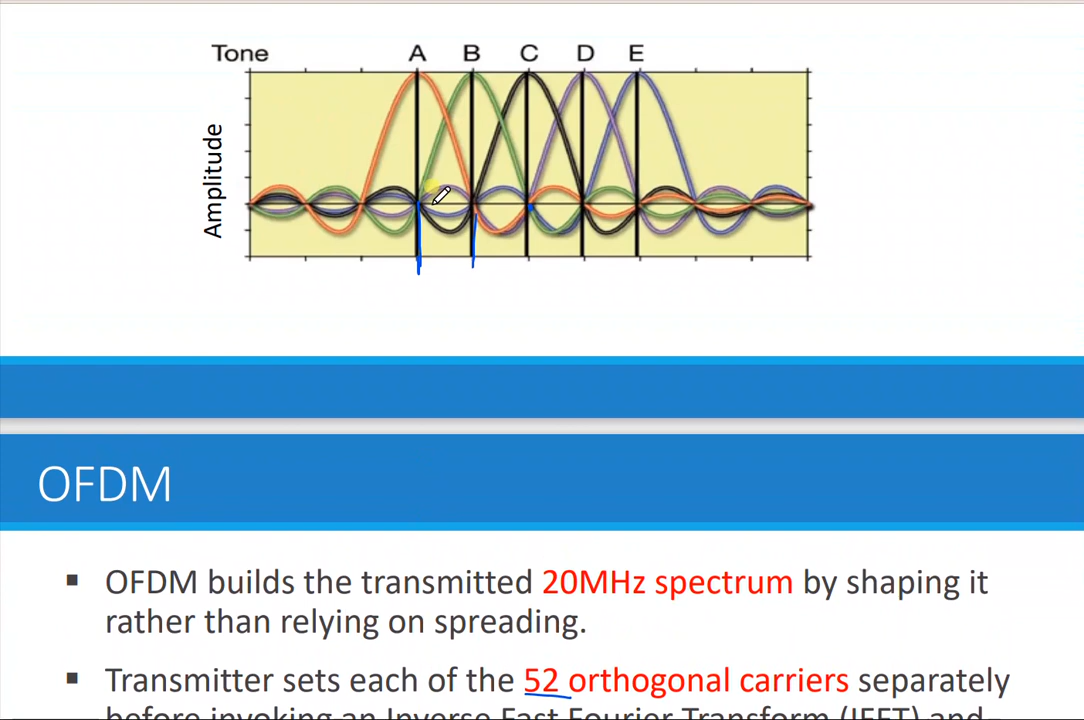 Tone A B C D E
Amplitude
OFDM
▪ OFDM builds the transmitted 20MHz spectrum by shaping it
rather than relying on spreading.
▪ Transmitter sets each of the 52 orthogonal carriers separately
before invoking an Inverse Fast Fourier Transform (IFFT) and